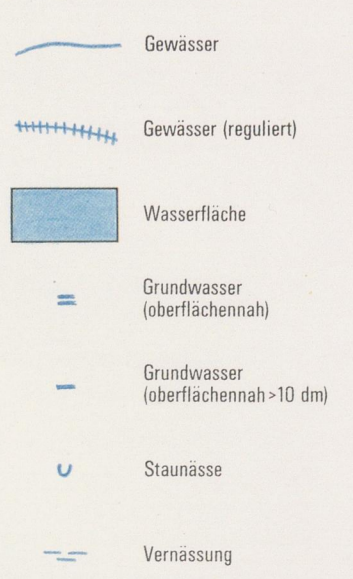 Gewässer
Gewässer (reguliert)
Wasserfläche
Grundwasser
(oberflächennah)
Grundwasser
(oberflächennah >10 dm)
Staunässe
Vernässung